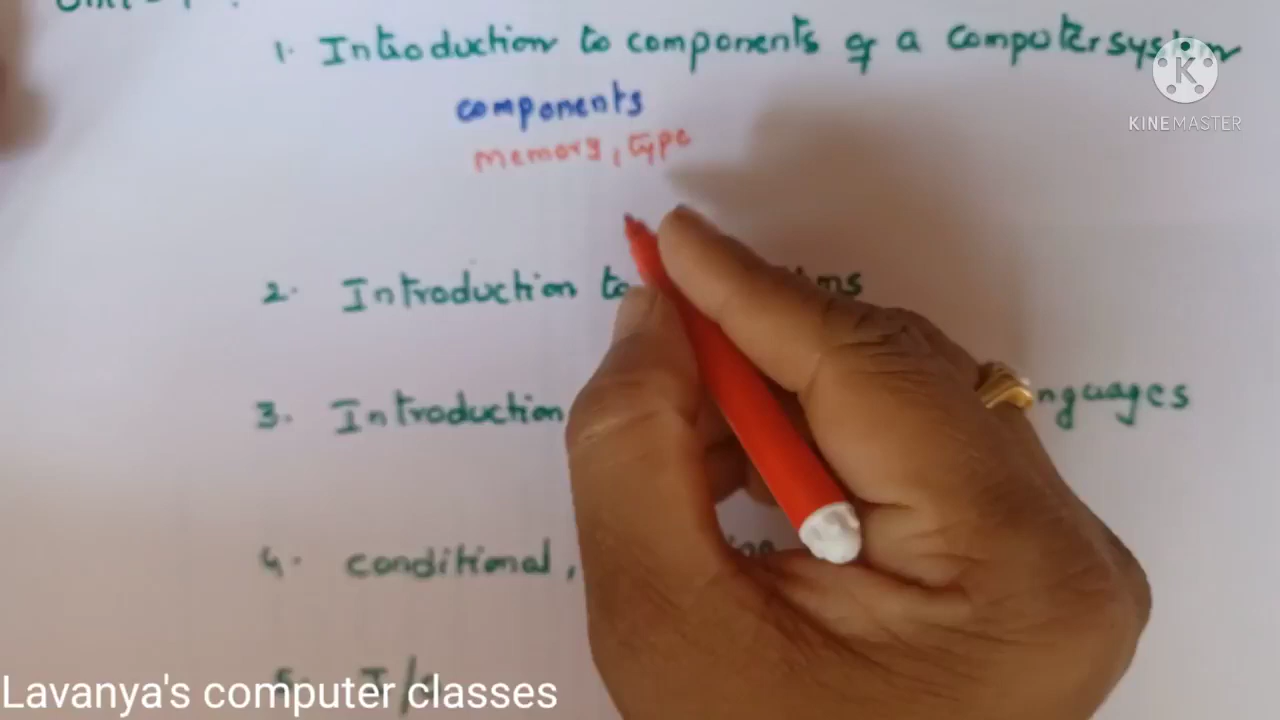 1. Introduction to components of a computer system
KINEMASTER
components
memory, type
2. Introduction to
3. Introduction
4. conditional,
5. I/
Lavanya's computer classes